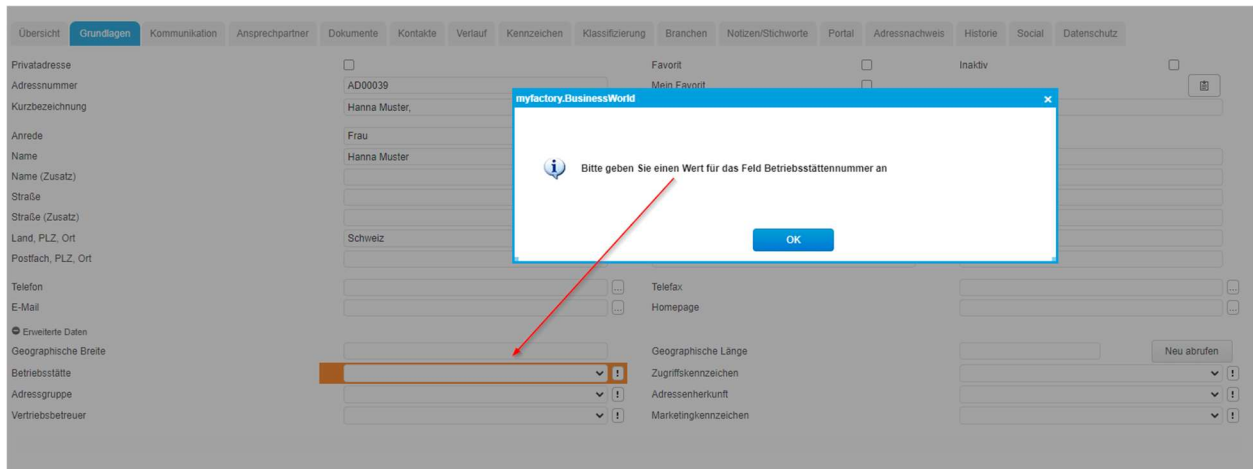 Übersicht Grundlagen Kommunikation Ansprechpartner Dokumente Kontakte Verlauf Kennzeichen Klassifizierung Branchen Notizen/Stichworte Portal Adressnachweis Historie Social Datenschutz
Privatadresse Favorit Inaktiv
Adressnummer AD00039 Mein Favorit
Kurzbezeichnung Hanna Muster,
myfactory.BusinessWorld ×
Bitte geben Sie einen Wert für das Feld Betriebsstättennummer an
OK
Anrede Frau
Name Hanna Muster
Name (Zusatz)
Straße
Straße (Zusatz)
Land, PLZ, Ort Schweiz
Postfach, PLZ, Ort
Telefon ... Telefax ...
E-Mail ... Homepage ...
Erweiterte Daten
Geographische Breite Geographische Länge Neu abrufen
Betriebsstätte ! Zugriffskennzeichen !
Adressgruppe ! Adressenherkunft !
Vertriebsbetreuer ! Marketingkennzeichen !